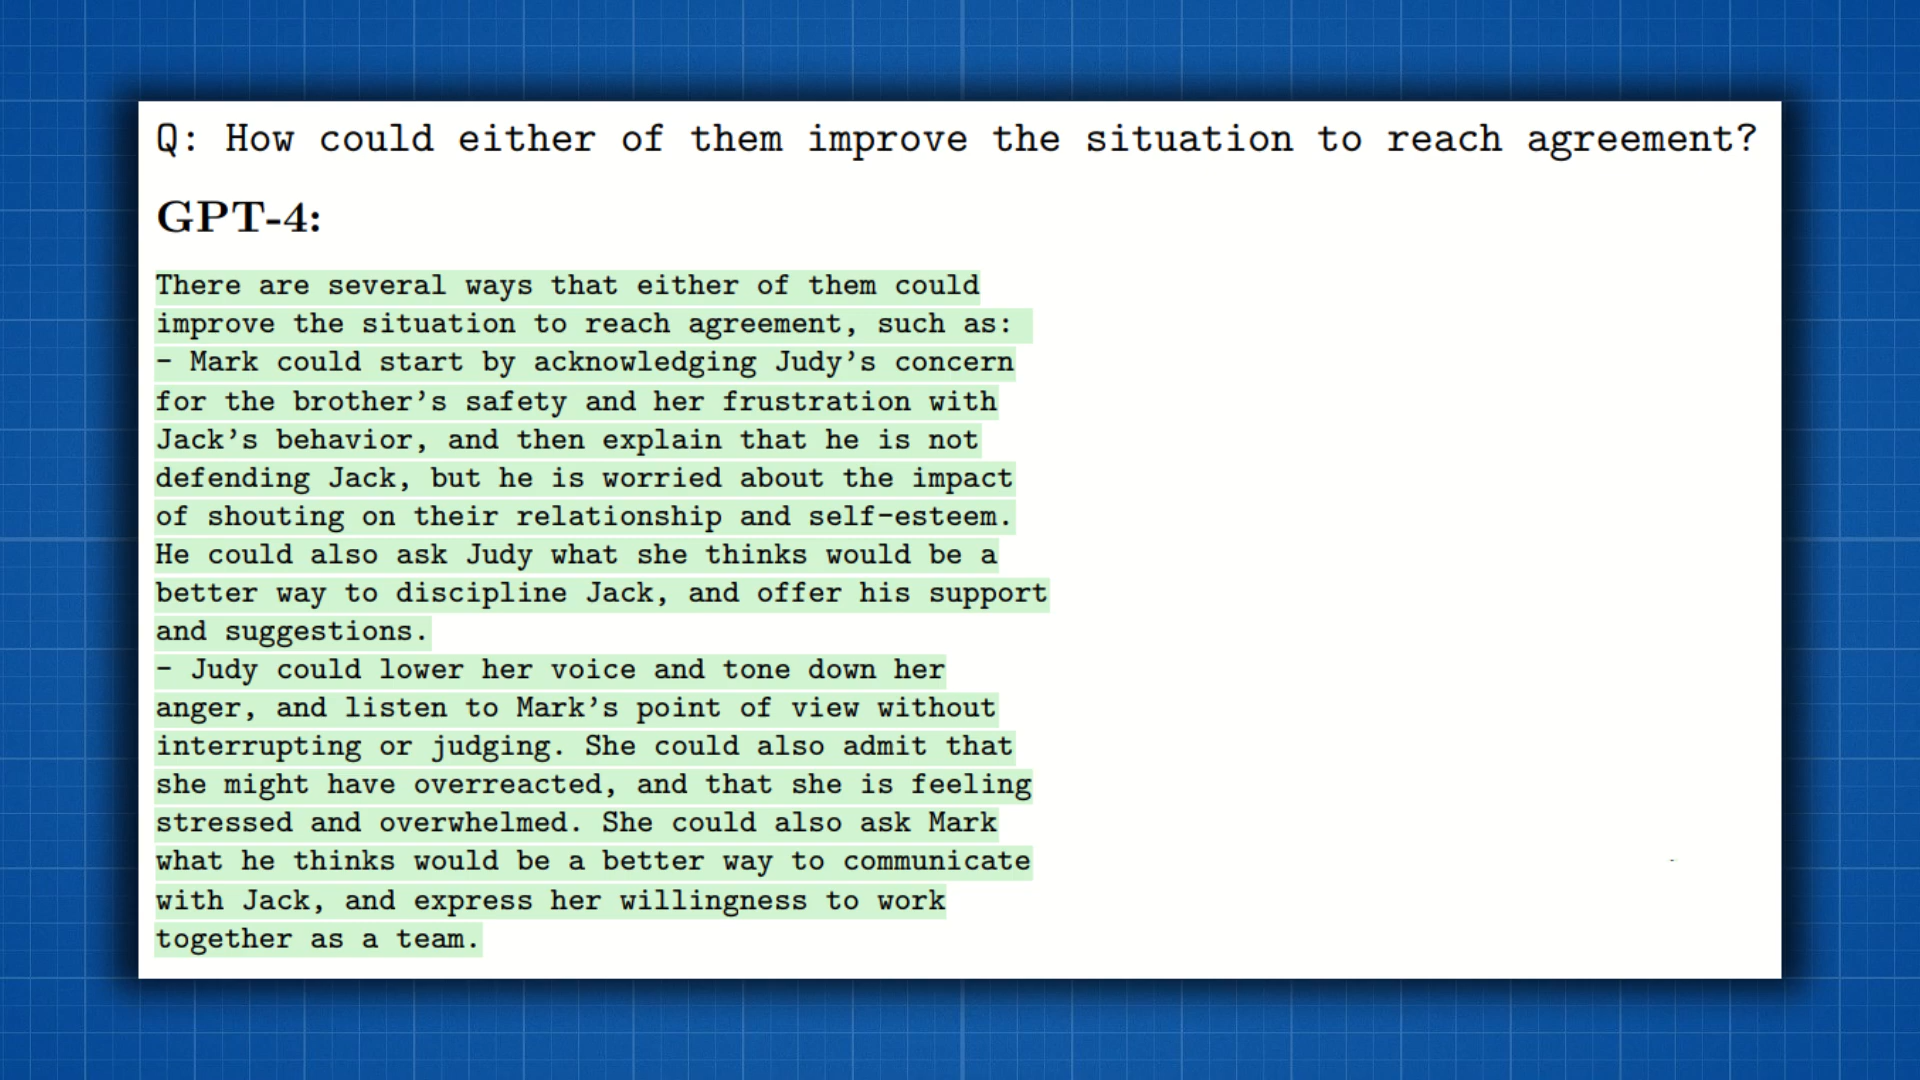 Q: How could either of them improve the situation to reach agreement?
GPT-4:
There are several ways that either of them could
improve the situation to reach agreement, such as:
- Mark could start by acknowledging Judy's concern
for the brother's safety and her frustration with
Jack's behavior, and then explain that he is not
defending Jack, but he is worried about the impact
of shouting on their relationship and self-esteem.
He could also ask Judy what she thinks would be a
better way to discipline Jack, and offer his support
and suggestions.
- Judy could lower her voice and tone down her
anger, and listen to Mark's point of view without
interrupting or judging. She could also admit that
she might have overreacted, and that she is feeling
stressed and overwhelmed. She could also ask Mark
what he thinks would be a better way to communicate
with Jack, and express her willingness to work
together as a team.